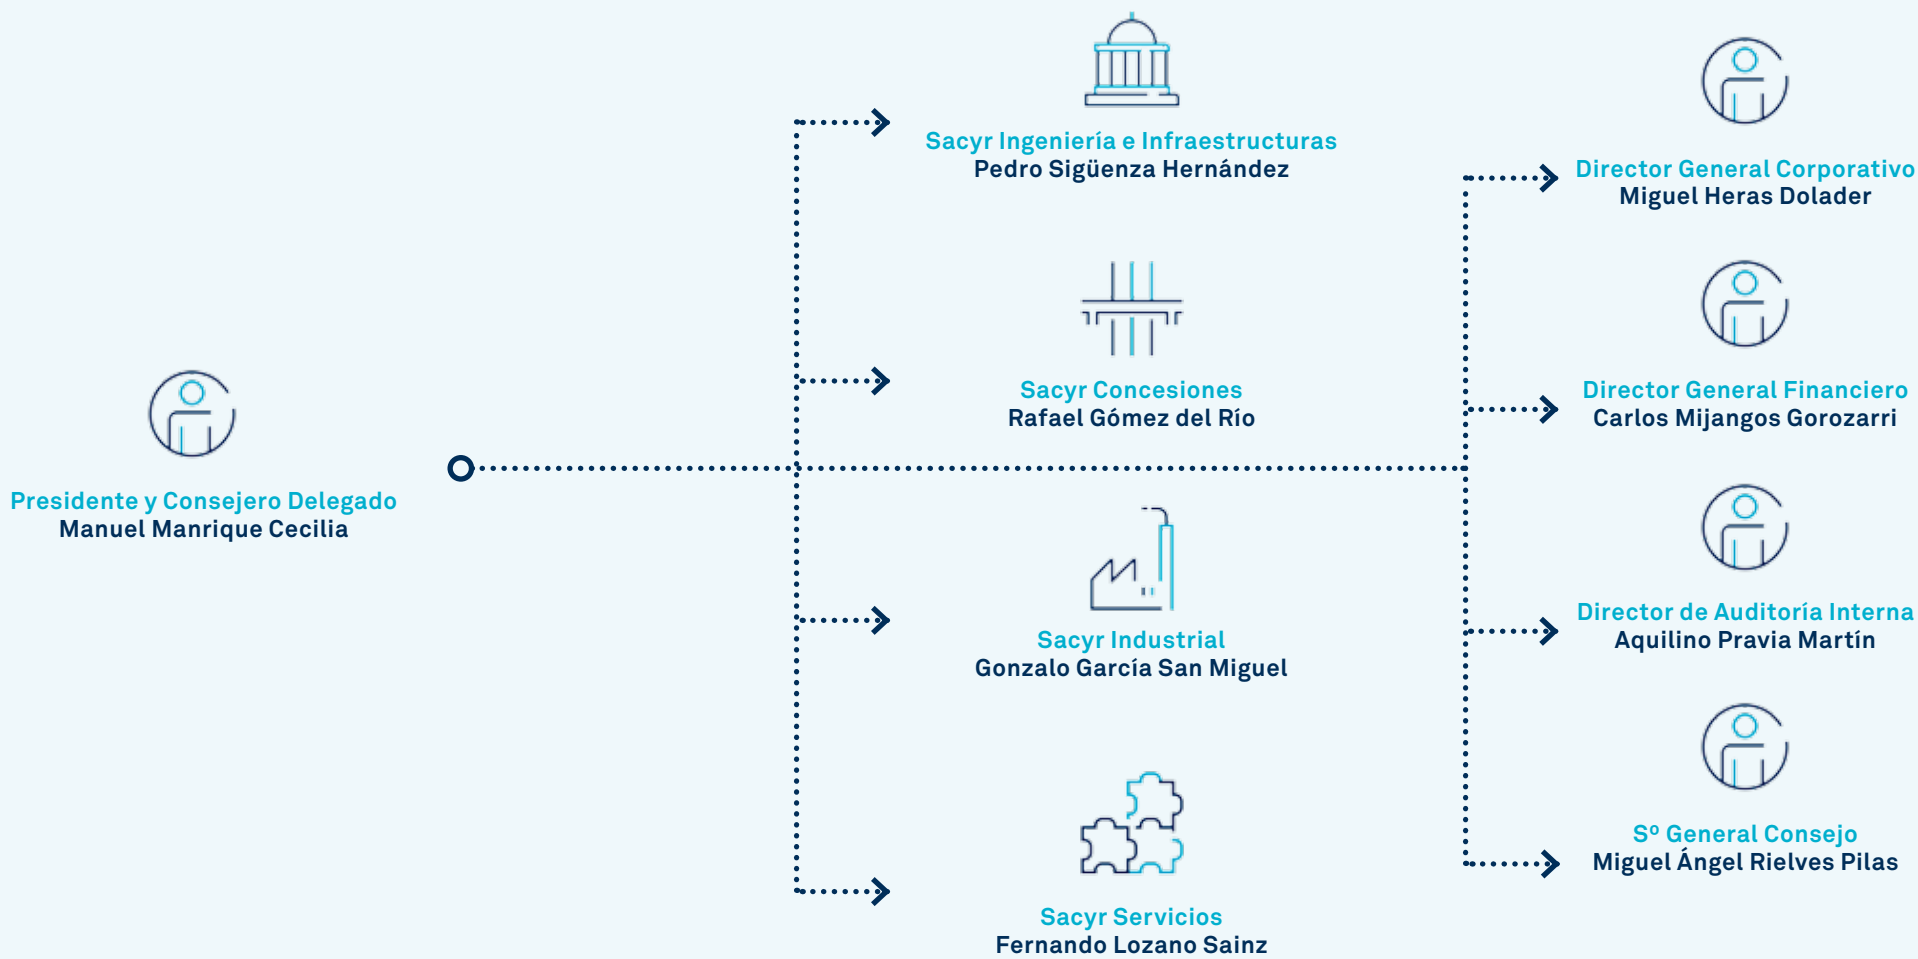 Presidente y Consejero Delegado
Manuel Manrique Cecilia
Sacyr Ingeniería e Infraestructuras
Pedro Sigüenza Hernández
Sacyr Concesiones
Rafael Gómez del Río
Sacyr Industrial
Gonzalo García San Miguel
Sacyr Servicios
Fernando Lozano Sainz
Director General Corporativo
Miguel Heras Dolader
Director General Financiero
Carlos Mijangos Gorozarri
Director de Auditoría Interna
Aquilino Pravia Martín
Sº General Consejo
Miguel Ángel Rielves Pilas